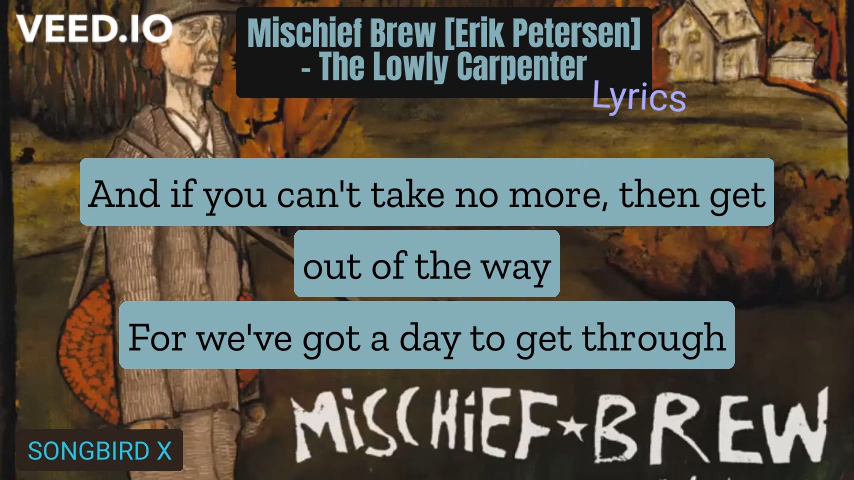 VEED.IO
Mischief Brew [Erik Petersen]
- The Lowly Carpenter
Lyrics
And if you can't take no more, then get
out of the way
For we've got a day to get through
MiSCHiEF★BREW
SONGBIRD X